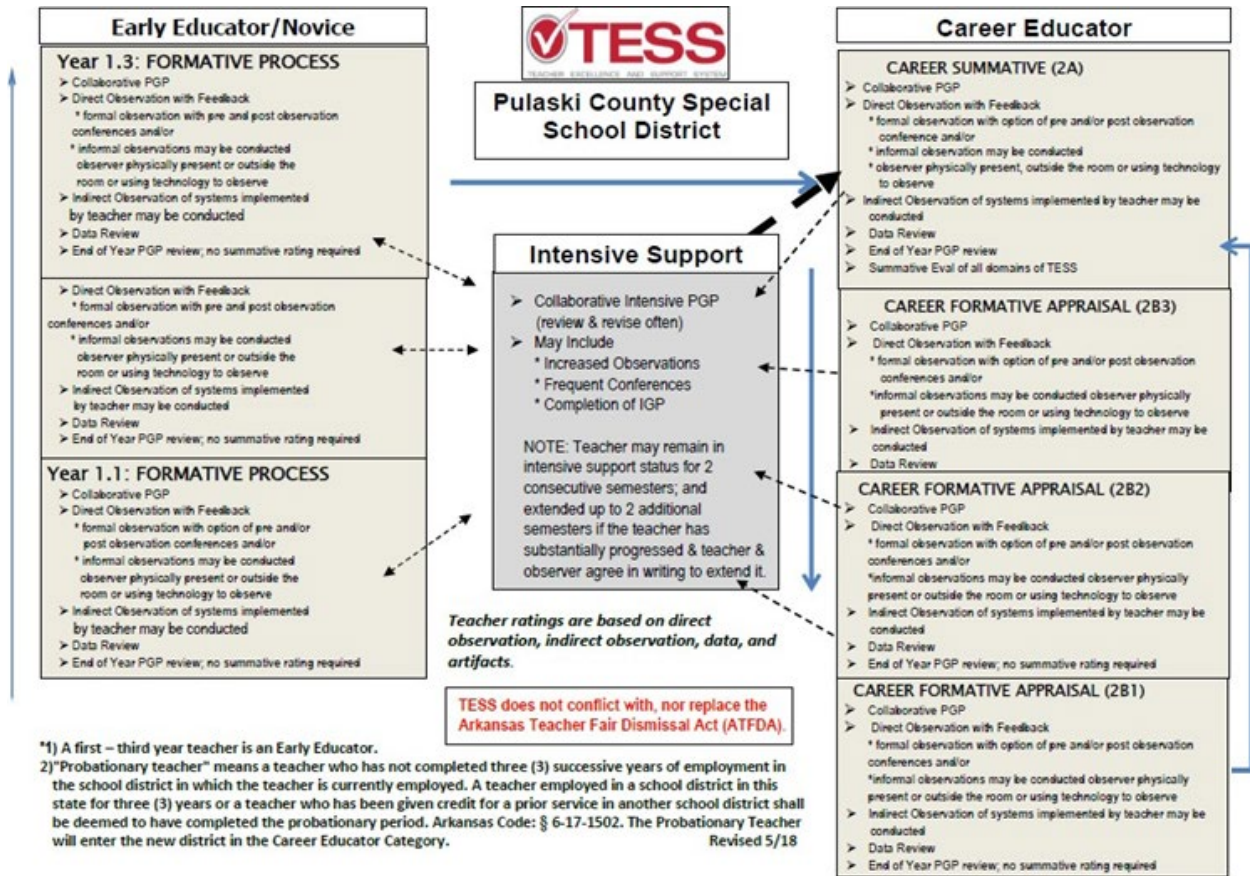 Early Educator/Novice
Year 1.3: FORMATIVE PROCESS
➢ Collaborative PGP
➢ Direct Observation with Feedback
* formal observation with pre and post observation
conferences and/or
* informal observations may be conducted
observer physically present or outside the
room or using technology to observe
➢ Indirect Observation of systems implemented
by teacher may be conducted
➢ Data Review
➢ End of Year PGP review; no summative rating required
➢ Direct Observation with Feedback
* formal observation with pre and post observation
conferences and/or
* informal observations may be conducted
observer physically present or outside the
room or using technology to observe
➢ Indirect Observation of systems implemented
by teacher may be conducted
➢ Data Review
➢ End of Year PGP review; no summative rating required
Year 1.1: FORMATIVE PROCESS
➢ Collaborative PGP
➢ Direct Observation with Feedback
* formal observation with option of pre and/or
post observation conferences and/or
* informal observations may be conducted
observer physically present or outside the
room or using technology to observe
➢ Indirect Observation of systems implemented
by teacher may be conducted
➢ Data Review
➢ End of Year PGP review; no summative rating required
TESS
TEACHER EXCELLENCE AND SUPPORT SYSTEM
Pulaski County Special
School District
Intensive Support
➢ Collaborative Intensive PGP
(review & revise often)
➢ May Include
* Increased Observations
* Frequent Conferences
* Completion of IGP
NOTE: Teacher may remain in
intensive support status for 2
consecutive semesters; and
extended up to 2 additional
semesters if the teacher has
substantially progressed & teacher &
observer agree in writing to extend it.
Teacher ratings are based on direct
observation, indirect observation, data, and
artifacts.
TESS does not conflict with, nor replace the
Arkansas Teacher Fair Dismissal Act (ATFDA).
Career Educator
CAREER SUMMATIVE (2A)
➢ Collaborative PGP
➢ Direct Observation with Feedback
* formal observation with option of pre and/or post observation
conference and/or
* informal observation may be conducted
* observer physically present, outside the room or using technology
to observe
➢ Indirect Observation of systems implemented by teacher may be
conducted
➢ Data Review
➢ End of Year PGP review
➢ Summative Eval of all domains of TESS
CAREER FORMATIVE APPRAISAL (2B3)
➢ Collaborative PGP
➢ Direct Observation with Feedback
* formal observation with option of pre and/or post observation
conferences and/or
*informal observations may be conducted observer physically
present or outside the room or using technology to observe
➢ Indirect Observation of systems implemented by teacher may be
conducted
➢ Data Review
CAREER FORMATIVE APPRAISAL (2B2)
➢ Collaborative PGP
➢ Direct Observation with Feedback
* formal observation with option of pre and/or post observation
conferences and/or
*informal observations may be conducted observer physically
present or outside the room or using technology to observe
➢ Indirect Observation of systems implemented by teacher may be
conducted
➢ Data Review
➢ End of Year PGP review; no summative rating required
CAREER FORMATIVE APPRAISAL (2B1)
➢ Collaborative PGP
➢ Direct Observation with Feedback
* formal observation with option of pre and/or post observation
conferences and/or
*informal observations may be conducted observer physically
present or outside the room or using technology to observe
➢ Indirect Observation of systems implemented by teacher may be
conducted
➢ Data Review
➢ End of Year PGP review; no summative rating required
*1) A first – third year teacher is an Early Educator.
2)"Probationary teacher" means a teacher who has not completed three (3) successive years of employment in
the school district in which the teacher is currently employed. A teacher employed in a school district in this
state for three (3) years or a teacher who has been given credit for a prior service in another school district shall
be deemed to have completed the probationary period. Arkansas Code: § 6-17-1502. The Probationary Teacher
will enter the new district in the Career Educator Category. Revised 5/18